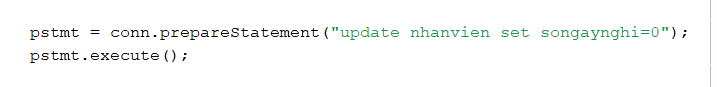 pstmt = conn.prepareStatement("update nhanvien set songaynghi=0");
pstmt.execute();